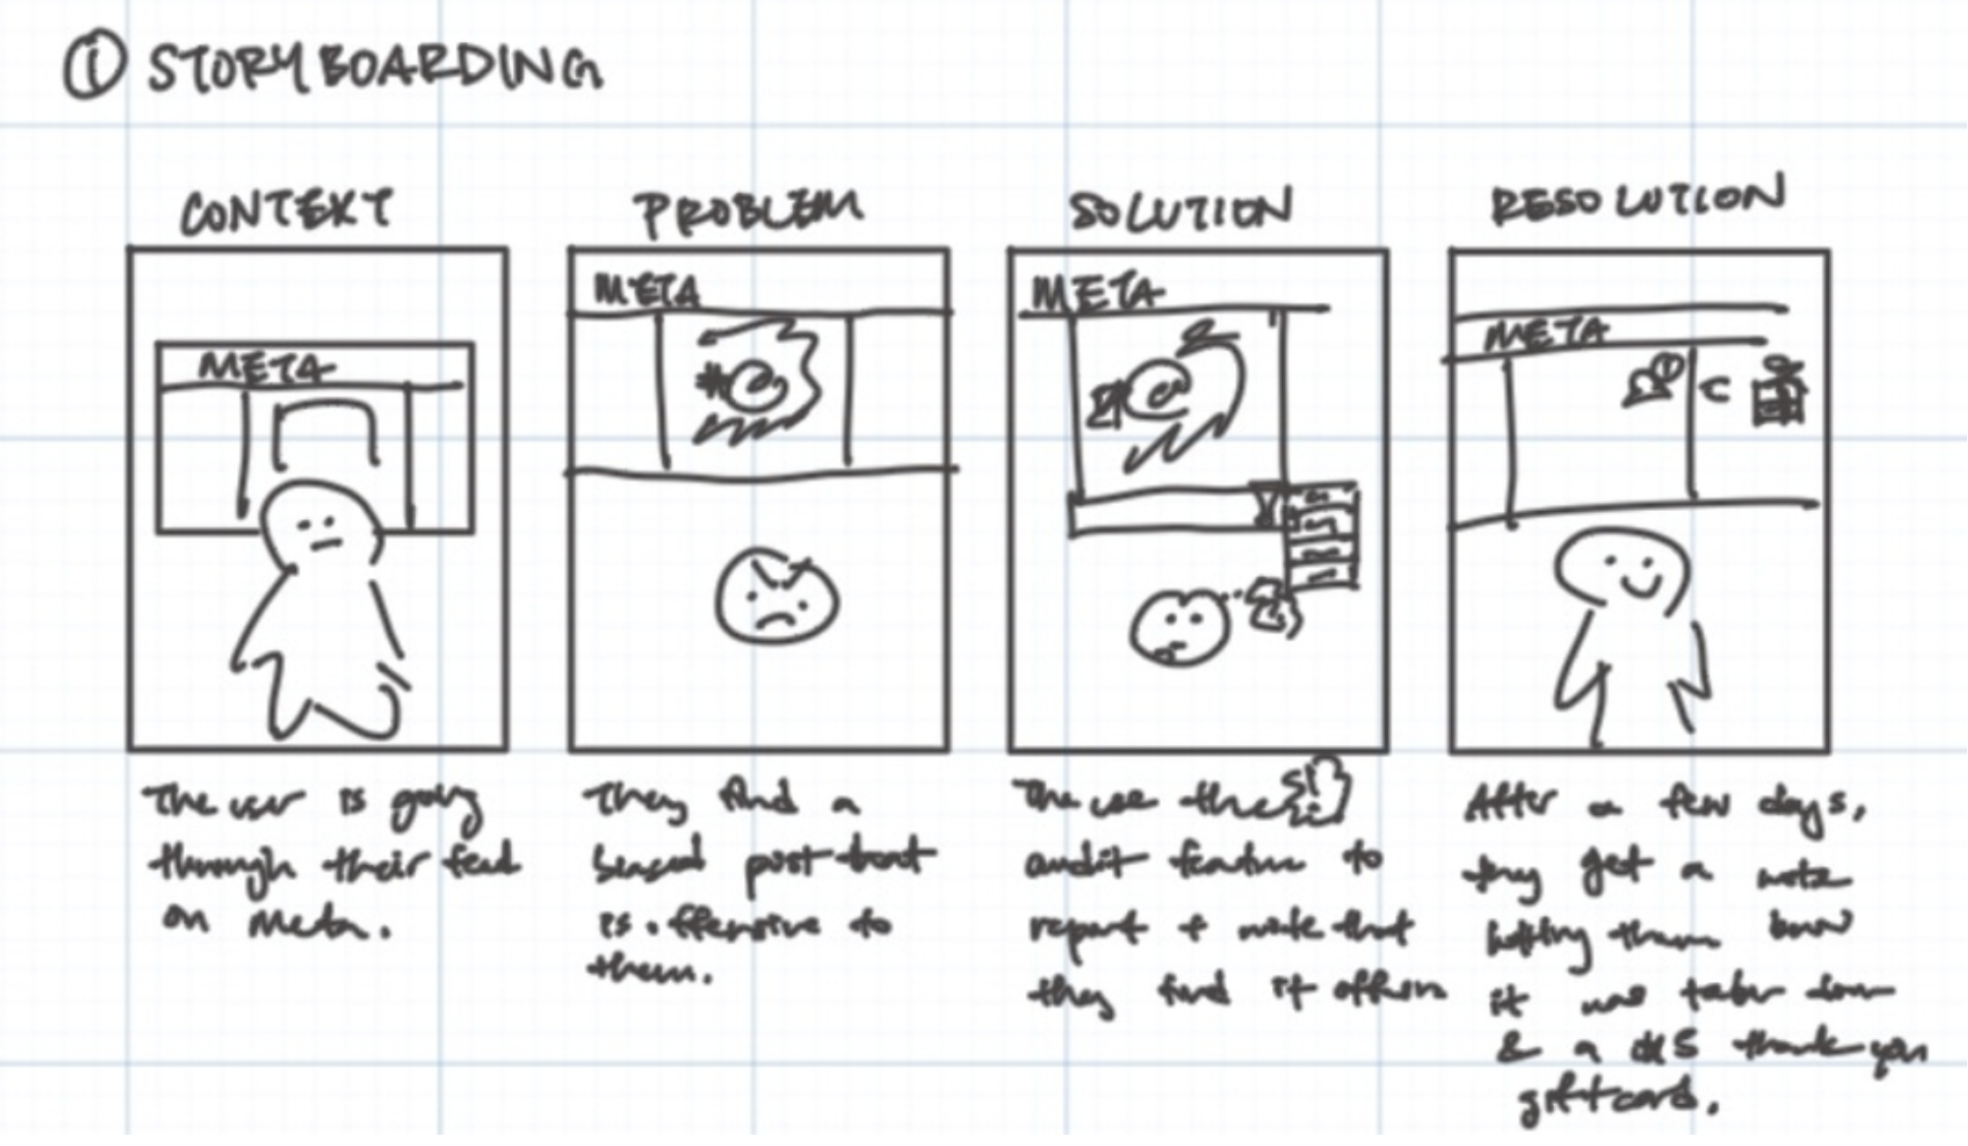 ① STORYBOARDING
CONTEXT
META
The user is going
through their feed
on Meta.
PROBLEM
META
They find a
biased post that
is offensive to
them.
SOLUTION
META
The use the
audit feature to
report + note that
they find it offensive
RESOLUTION
META
After a few days,
they get a note
letting them know
it was taken down
& a thank you
giftcard.